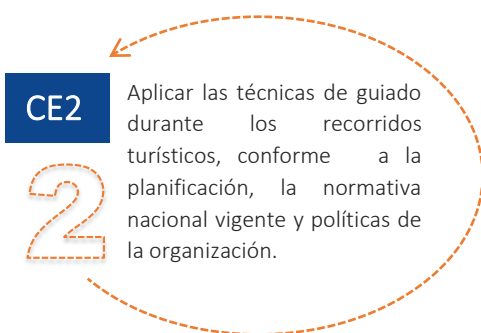 CE2
2
Aplicar las técnicas de guiado
durante los recorridos
turísticos, conforme a la
planificación, la normativa
nacional vigente y políticas de
la organización.